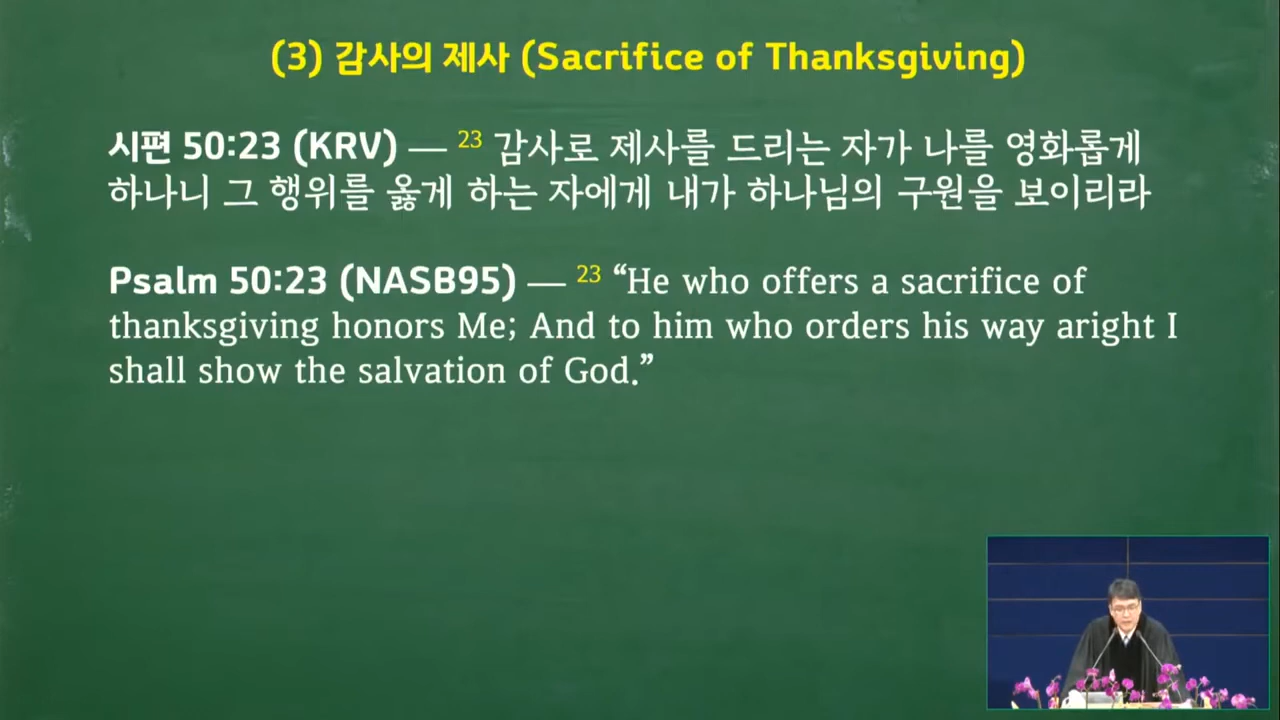 (3) 감사의 제사 (Sacrifice of Thanksgiving)
시편 50:23 (KRV) — 23 감사로 제사를 드리는 자가 나를 영화롭게
하나니 그 행위를 옳게 하는 자에게 내가 하나님의 구원을 보이리라
Psalm 50:23 (NASB95) — 23 “He who offers a sacrifice of
thanksgiving honors Me; And to him who orders his way aright I
shall show the salvation of God.”